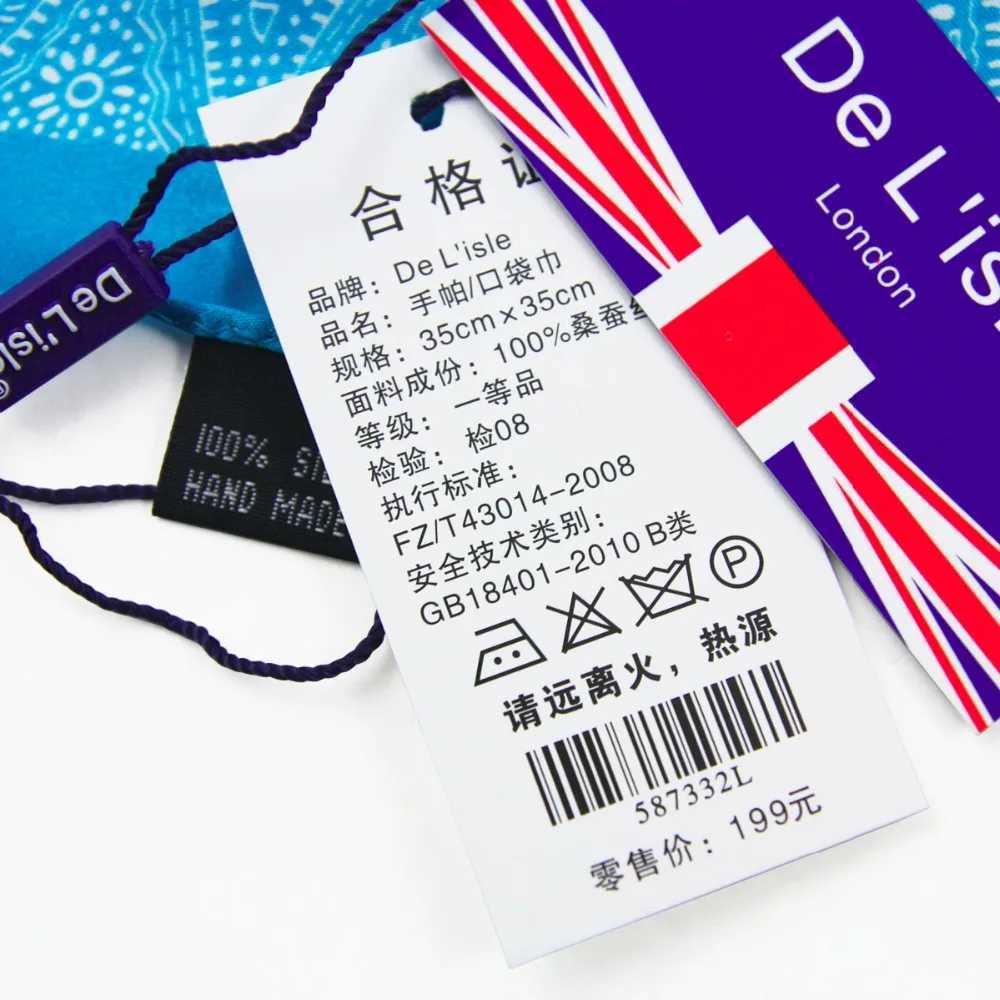 合格证
品牌：De L'isle
品名：手帕/口袋巾
规格：35cm×35cm
面料成份：100%桑蚕丝
等级：一等品
检验：检08
执行标准：
FZ/T43014-2008
安全技术类别：
GB18401-2010 B类
P
请远离火，热源
587332L
零售价：199元
De L'is
London
De L'isle®
100%
HAND MADE